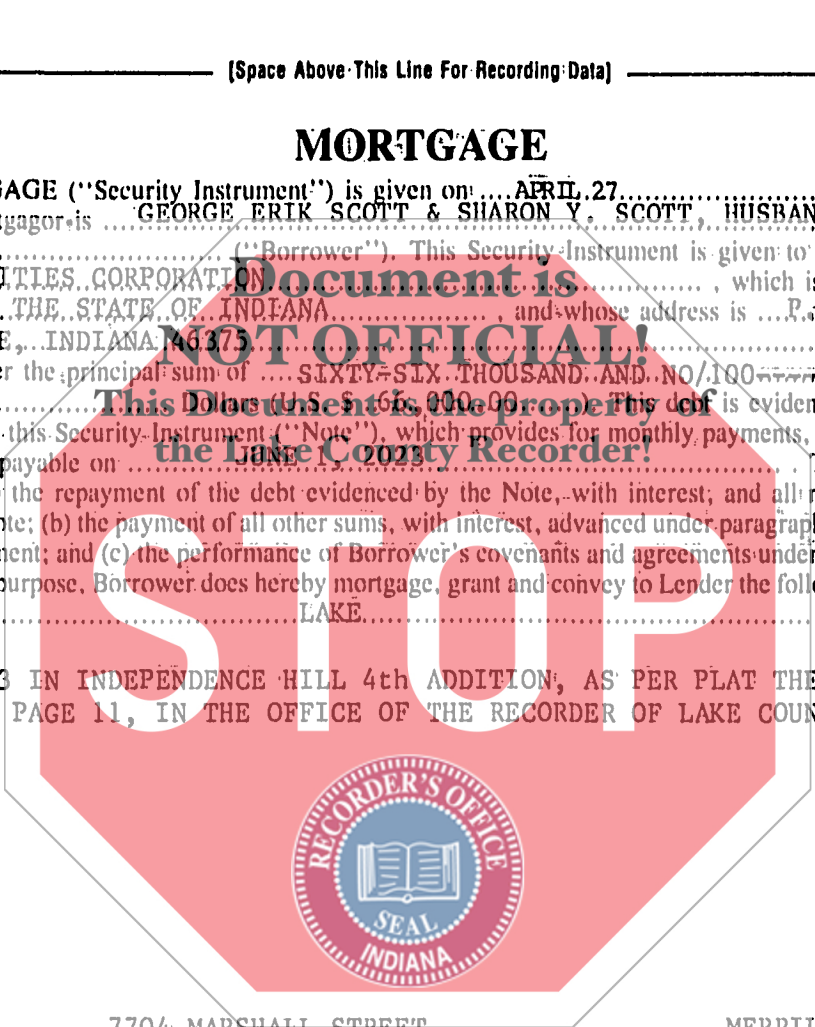 [Space Above This Line For Recording Data]
MORTGAGE
GAGE ("Security Instrument") is given on .... APRIL 27
gagor is .... GEORGE ERIK SCOTT & SHARON Y. SCOTT, HUSBAN
("Borrower"). This Security Instrument is given to
ITIES CORPORATION , which is
THE STATE OF INDIANA , and whose address is .... P.
E, INDIANA 46375
r the principal sum of .... SIXTY-SIX THOUSAND AND NO/100----
Dollars (U.S. $ 66,000.00 ). This debt is eviden
this Security Instrument ("Note"), which provides for monthly payments,
payable on JUNE 1, 2023
the repayment of the debt evidenced by the Note, with interest, and all r
te; (b) the payment of all other sums, with interest, advanced under paragrap
ent; and (c) the performance of Borrower's covenants and agreements under
purpose, Borrower does hereby mortgage, grant and convey to Lender the foll
LAKE
3 IN INDEPENDENCE HILL 4th ADDITION, AS PER PLAT THE
PAGE 11, IN THE OFFICE OF THE RECORDER OF LAKE COUN
7704 MARSHALL STREET MERRIL
Document is
NOT OFFICIAL!
This Document is the property of
the Lake County Recorder!
STOP
RECORDER'S OFFICE
SEAL
INDIANA